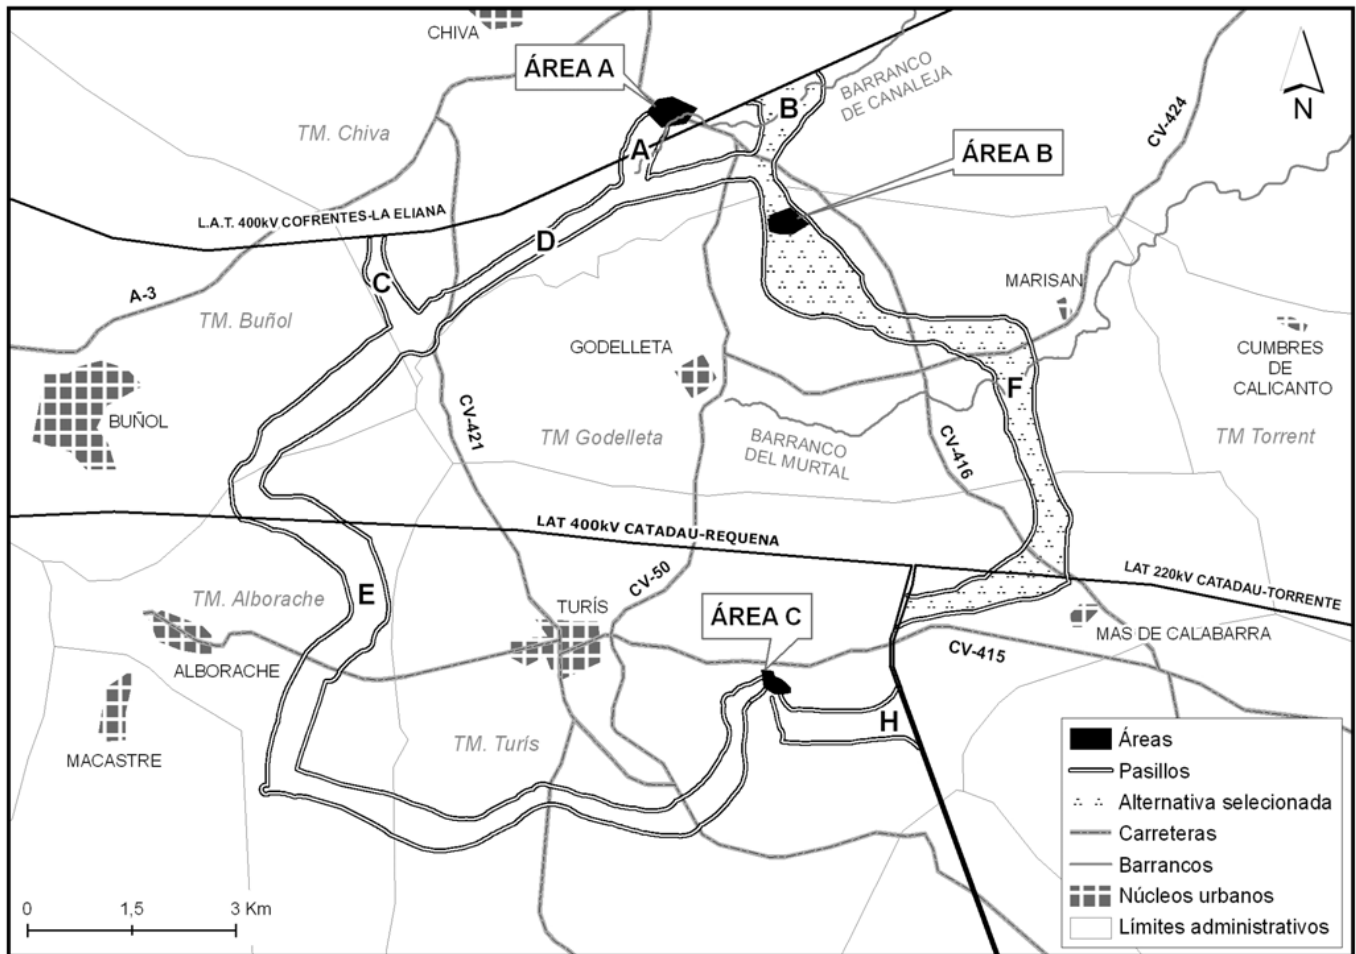 CHIVA
ÁREA A
BARRANCO
DE CANALEJA
N
TM. Chiva
B
CV-424
A
ÁREA B
L.A.T. 400kV COFRENTES-LA ELIANA
D
C
A-3
MARISAN
TM. Buñol
GODELLETA
CUMBRES
DE
CALICANTO
F
BUÑOL
CV-421
TM Godelleta
BARRANCO
DEL MURTAL
CV-416
TM Torrent
LAT 400kV CATADAU-REQUENA
LAT 220kV CATADAU-TORRENTE
CV-50
E
TM. Alborache
TURÍS
ÁREA C
MAS DE CALABARRA
CV-415
ALBORACHE
H
TM. Turís
MACASTRE
Áreas
Pasillos
Alternativa selecionada
Carreteras
Barrancos
Núcleos urbanos
Límites administrativos
0 1,5 3 Km